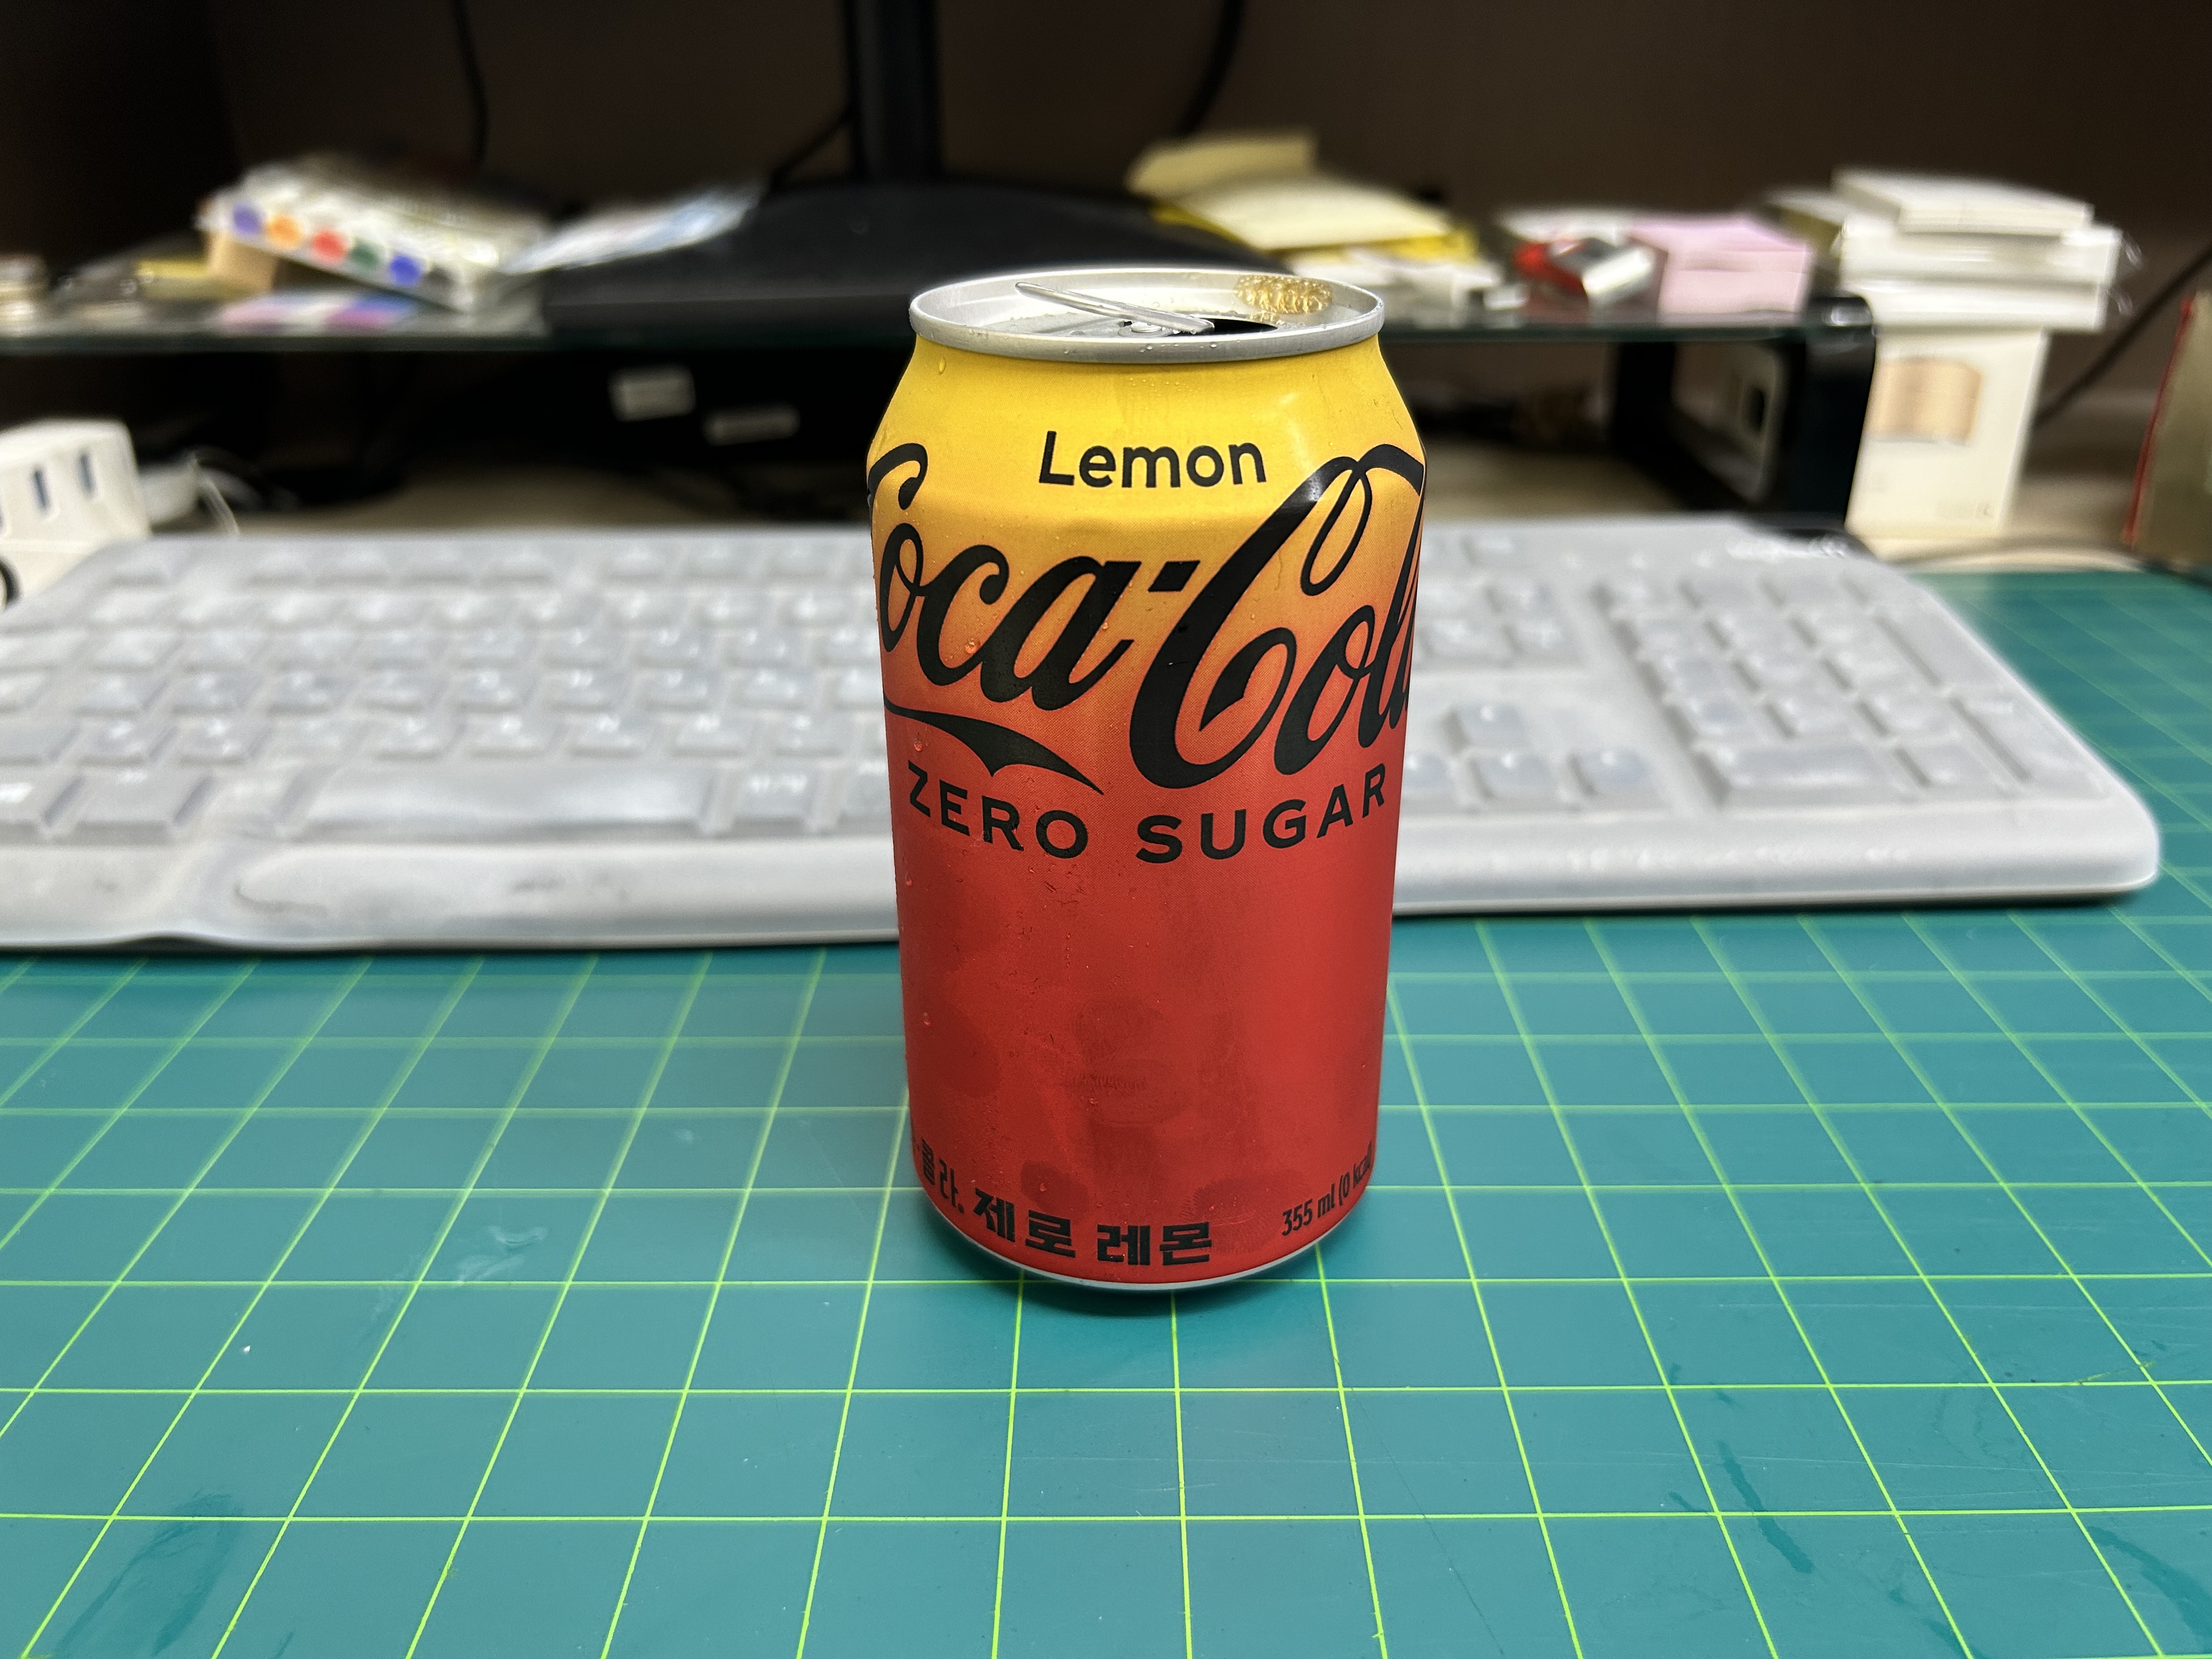 Lemon
Coca-Cola
ZERO SUGAR
콜라. 제로 레몬
355 ml (0 kcal)